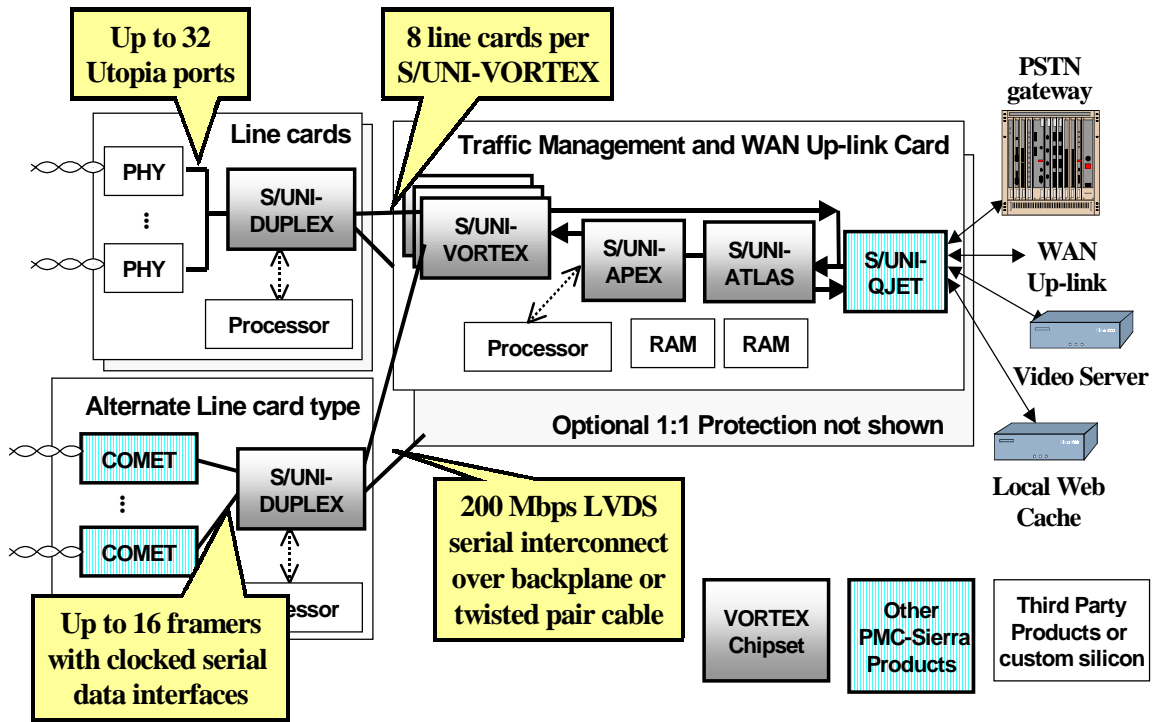 Up to 32
Utopia ports
8 line cards per
S/UNI-VORTEX
PSTN
gateway
Line cards
Traffic Management and WAN Up-link Card
PHY
S/UNI-
DUPLEX
PHY
Processor
S/UNI-
VORTEX
S/UNI-
APEX
S/UNI-
ATLAS
S/UNI-
QJET
Processor
RAM
RAM
WAN
Up-link
Video Server
Optional 1:1 Protection not shown
Local Web
Cache
Alternate Line card type
COMET
S/UNI-
DUPLEX
COMET
cessor
Up to 16 framers
with clocked serial
data interfaces
200 Mbps LVDS
serial interconnect
over backplane or
twisted pair cable
VORTEX
Chipset
Other
PMC-Sierra
Products
Third Party
Products or
custom silicon